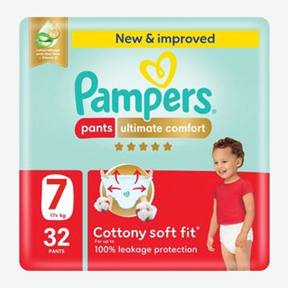 New & improved
Pampers
pants ultimate comfort
7
17+ kg
32
PANTS
Cottony soft fit*
For up to
100% leakage protection